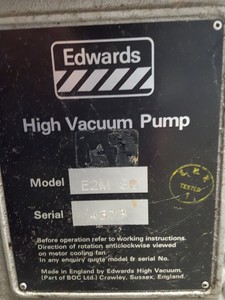 Edwards
High Vacuum Pump
Model E2M
Serial
TESTED
Before operation refer to working instructions.
Direction of rotation anticlockwise viewed
on motor cooling fan.
In any enquiry quote model & serial No.
Made in England by Edwards High Vacuum.
(Part of BOC Ltd.) Crawley, Sussex, England.